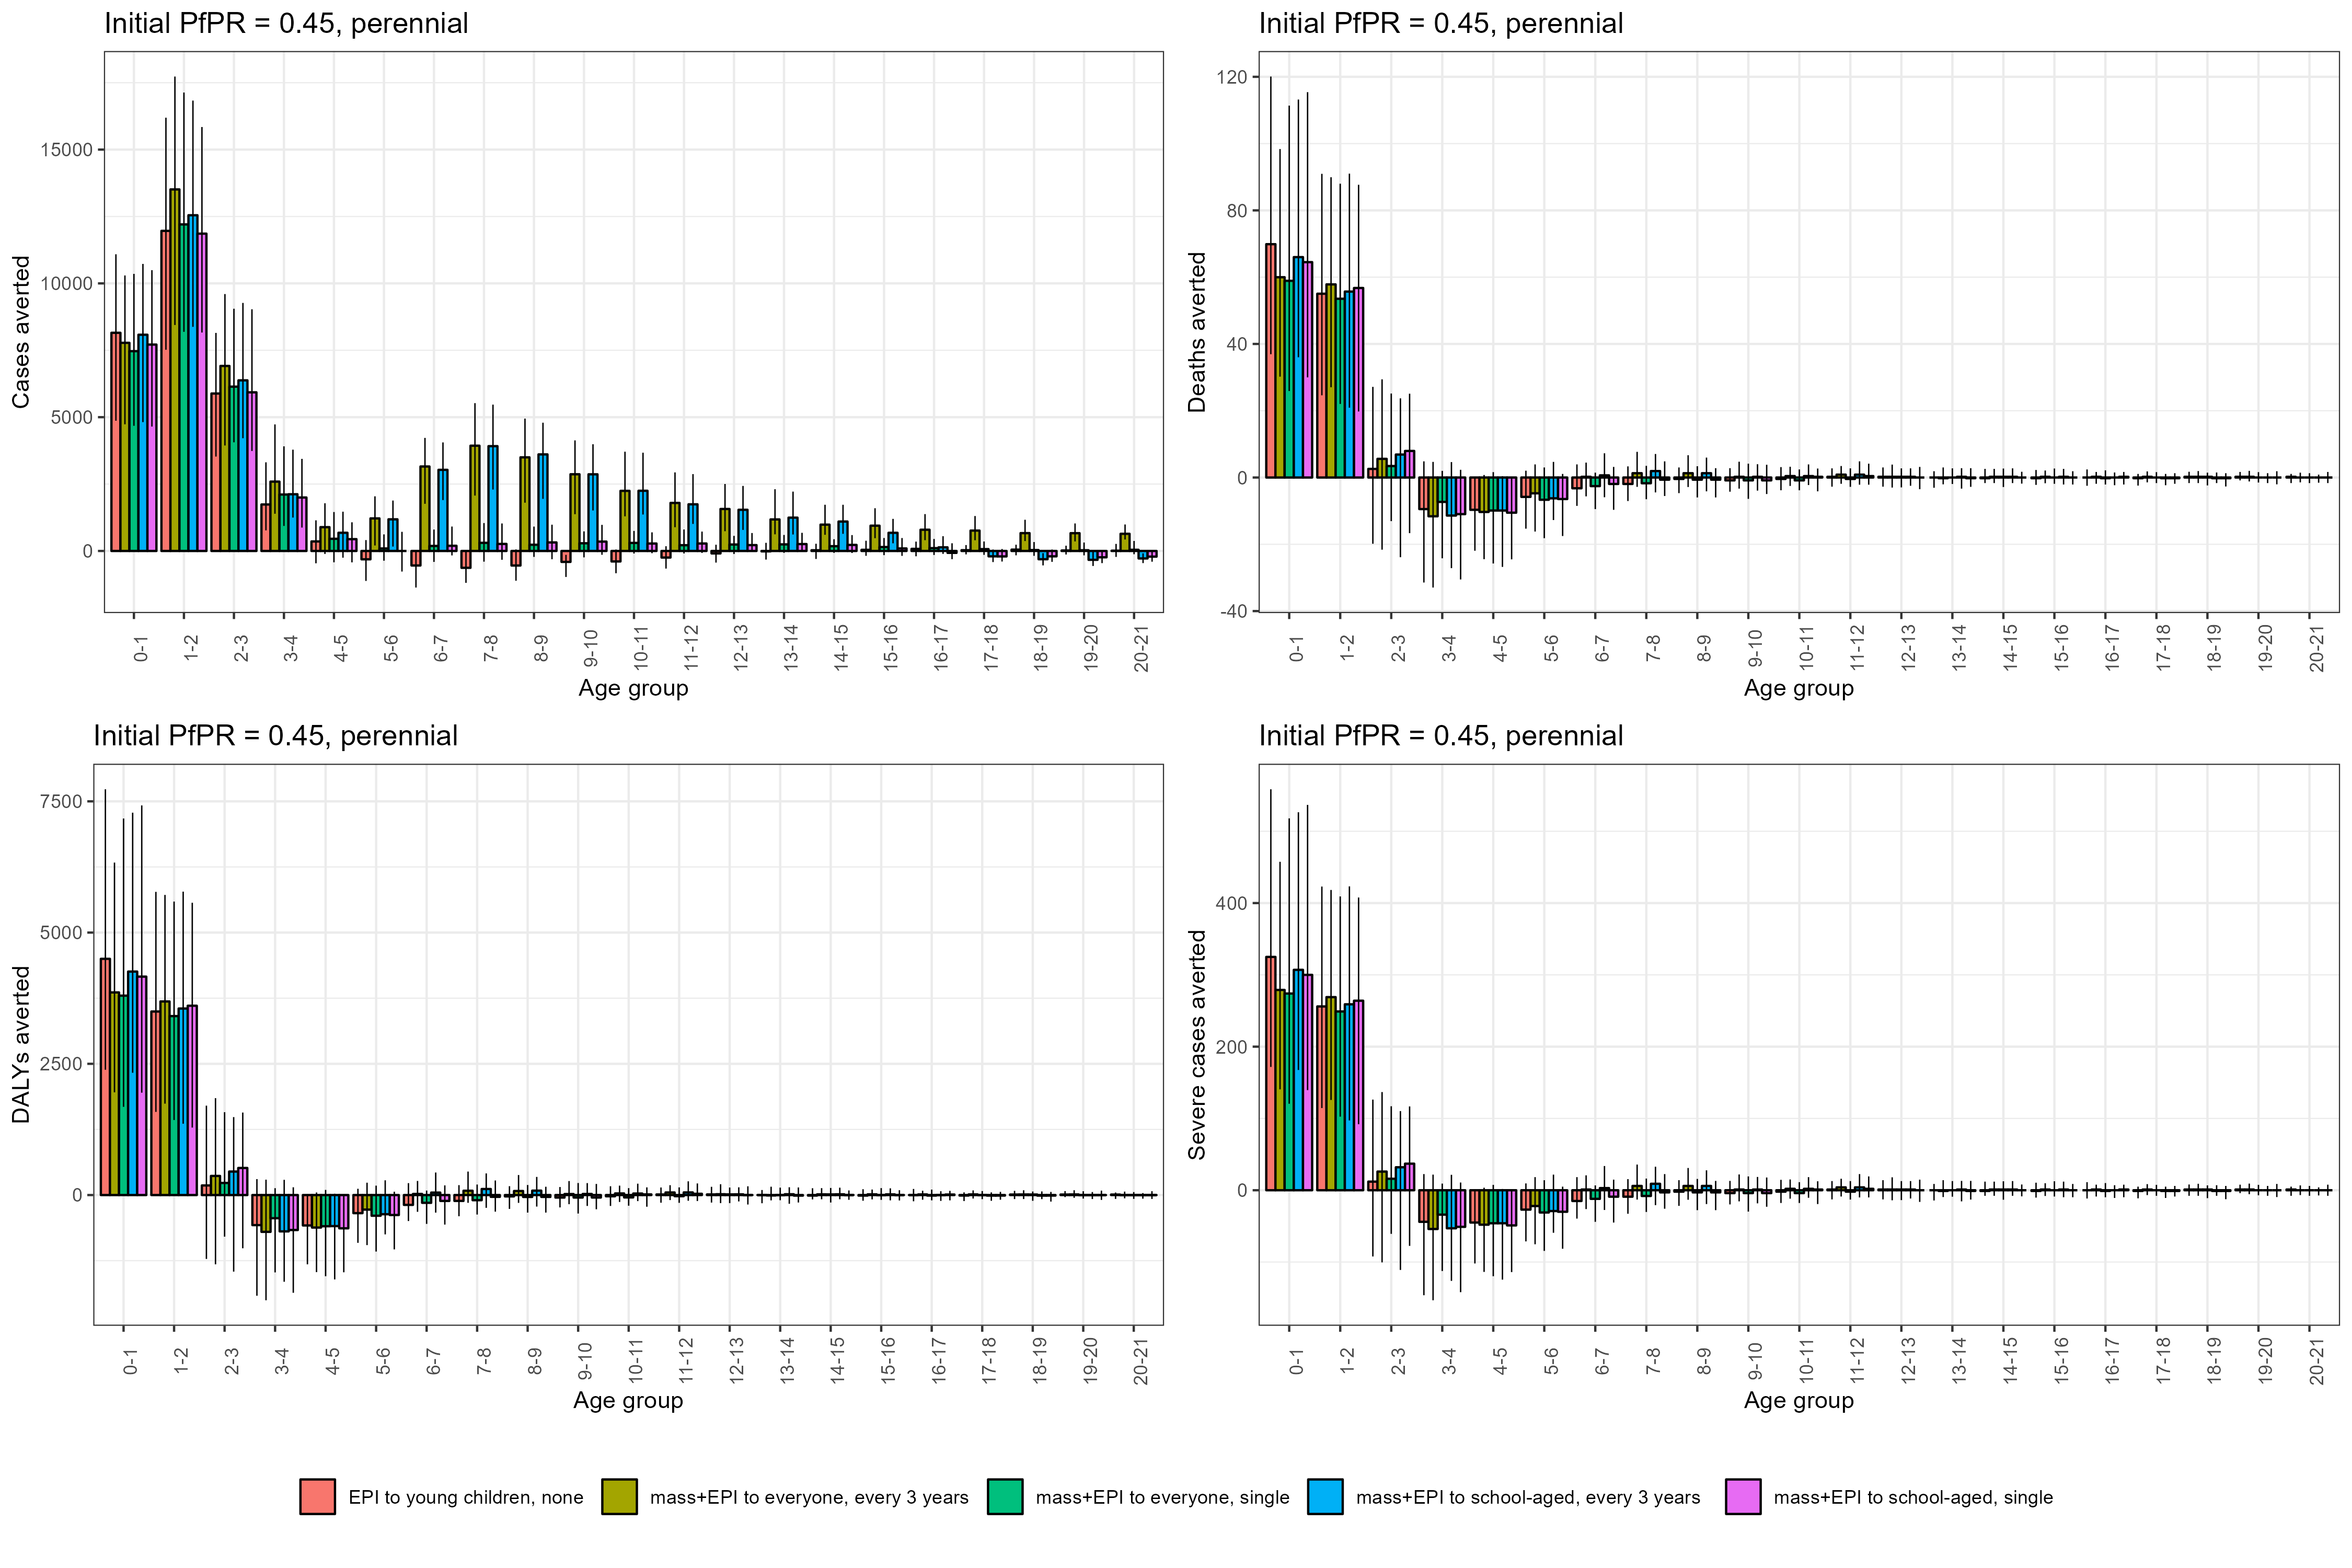 Initial PfPR = 0.45, perennial
Cases averted
15000
10000
5000
0
0-1 1-2 2-3 3-4 4-5 5-6 6-7 7-8 8-9 9-10 10-11 11-12 12-13 13-14 14-15 15-16 16-17 17-18 18-19 19-20 20-21
Age group
Initial PfPR = 0.45, perennial
Deaths averted
120
80
40
0
-40
0-1 1-2 2-3 3-4 4-5 5-6 6-7 7-8 8-9 9-10 10-11 11-12 12-13 13-14 14-15 15-16 16-17 17-18 18-19 19-20 20-21
Age group
Initial PfPR = 0.45, perennial
DALYs averted
7500
5000
2500
0
0-1 1-2 2-3 3-4 4-5 5-6 6-7 7-8 8-9 9-10 10-11 11-12 12-13 13-14 14-15 15-16 16-17 17-18 18-19 19-20 20-21
Age group
Initial PfPR = 0.45, perennial
Severe cases averted
400
200
0
0-1 1-2 2-3 3-4 4-5 5-6 6-7 7-8 8-9 9-10 10-11 11-12 12-13 13-14 14-15 15-16 16-17 17-18 18-19 19-20 20-21
Age group
EPI to young children, none mass+EPI to everyone, every 3 years mass+EPI to everyone, single mass+EPI to school-aged, every 3 years mass+EPI to school-aged, single